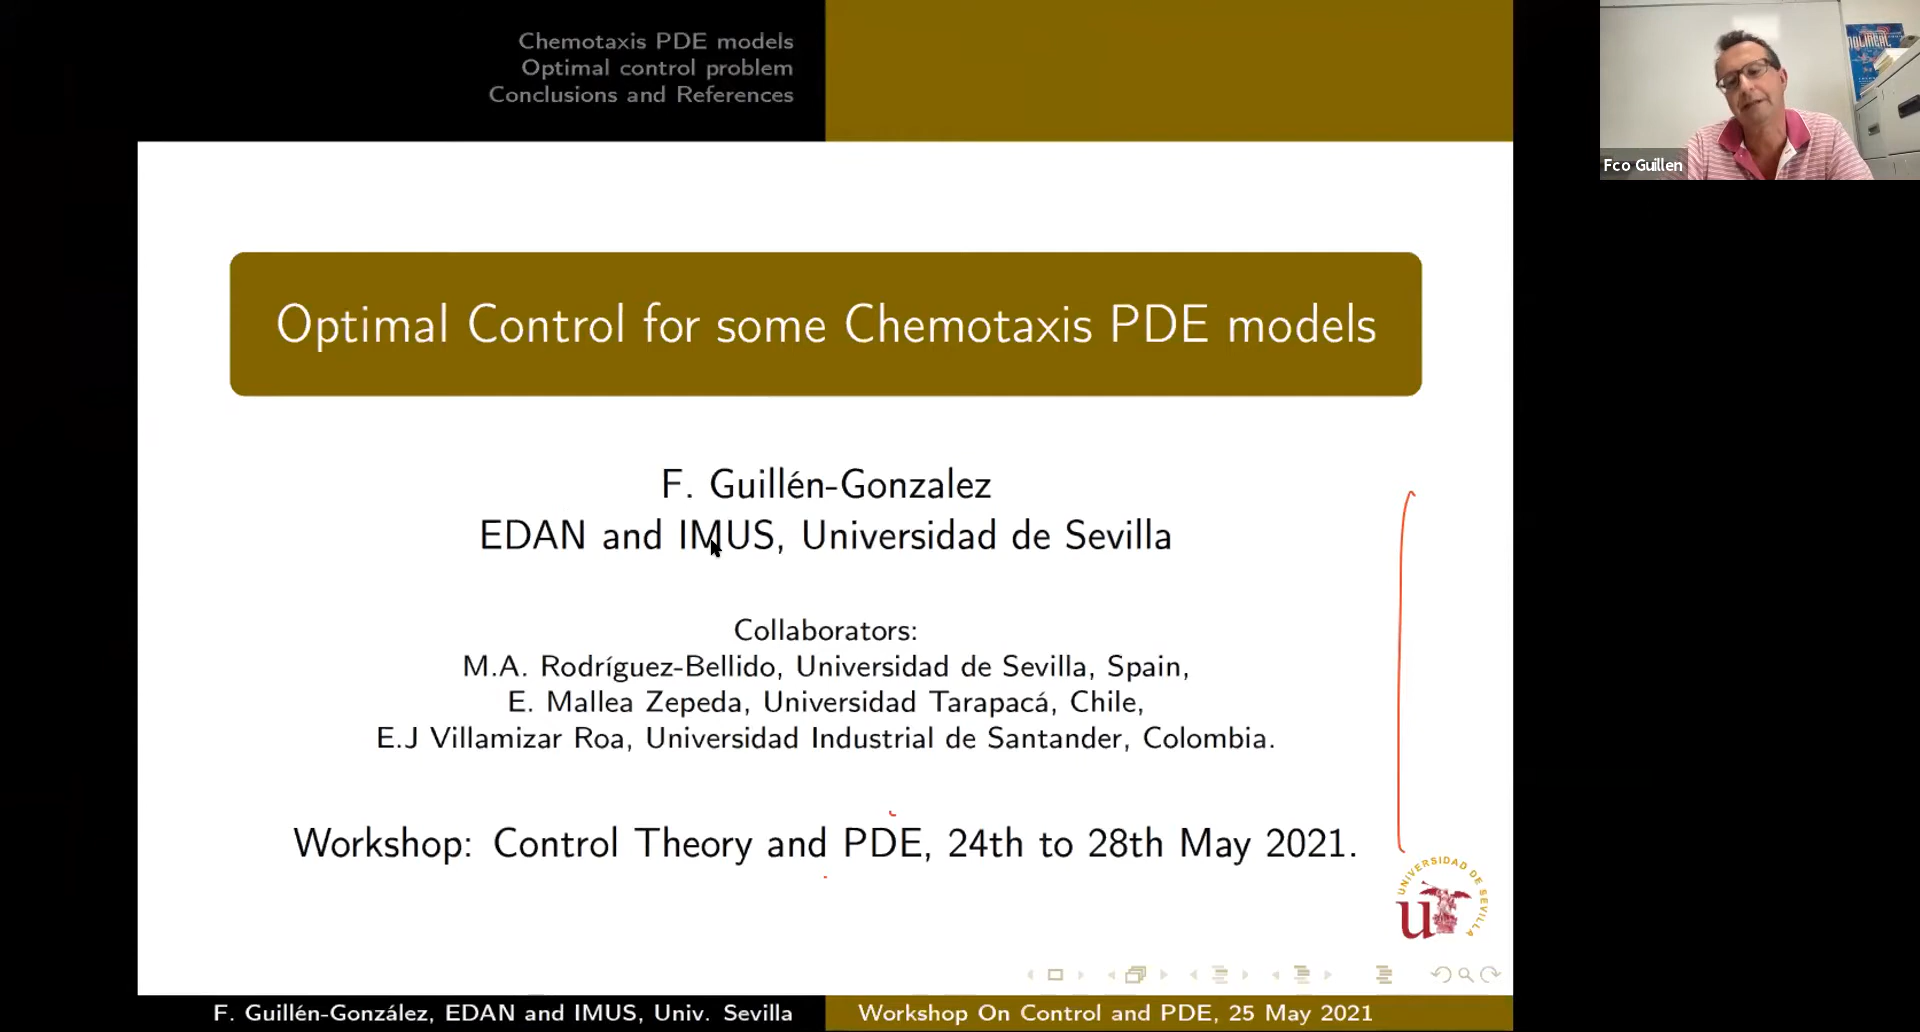 Chemotaxis PDE models
Optimal control problem
Conclusions and References
Fco Guillen
Optimal Control for some Chemotaxis PDE models
F. Guillén-Gonzalez
EDAN and IMUS, Universidad de Sevilla
Collaborators:
M.A. Rodríguez-Bellido, Universidad de Sevilla, Spain,
E. Mallea Zepeda, Universidad Tarapacá, Chile,
E.J Villamizar Roa, Universidad Industrial de Santander, Colombia.
Workshop: Control Theory and PDE, 24th to 28th May 2021.
UNIVERSIDAD DE SEVILLA
F. Guillén-González, EDAN and IMUS, Univ. Sevilla
Workshop On Control and PDE, 25 May 2021